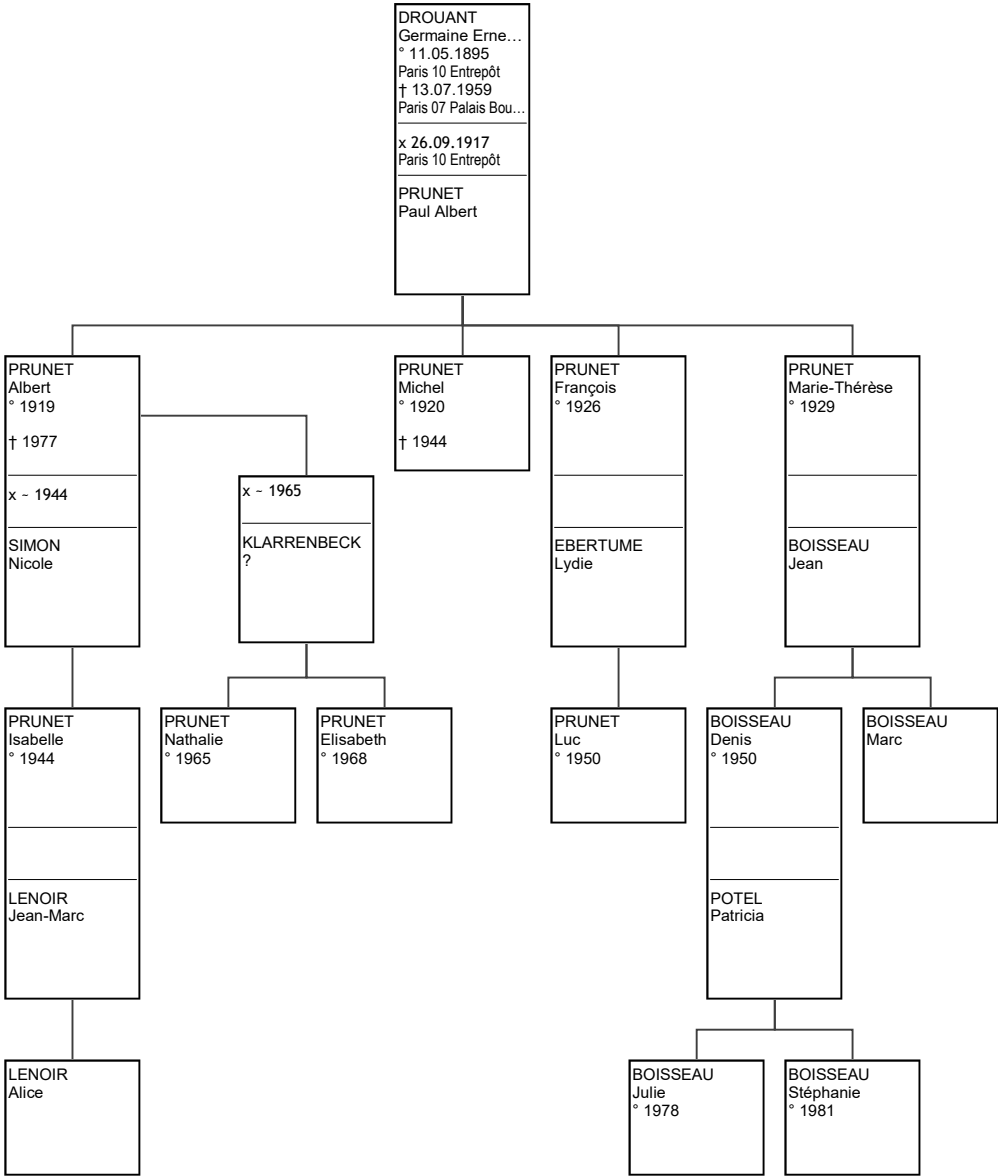 DROUANT
Germaine Erne…
° 11.05.1895
Paris 10 Entrepôt
† 13.07.1959
Paris 07 Palais Bou…
x 26.09.1917
Paris 10 Entrepôt
PRUNET
Paul Albert
PRUNET
Albert
° 1919
† 1977
x ~ 1944
SIMON
Nicole
x ~ 1965
KLARRENBECK
?
PRUNET
Michel
° 1920
† 1944
PRUNET
François
° 1926
EBERTUME
Lydie
PRUNET
Marie-Thérèse
° 1929
BOISSEAU
Jean
PRUNET
Isabelle
° 1944
LENOIR
Jean-Marc
PRUNET
Nathalie
° 1965
PRUNET
Elisabeth
° 1968
PRUNET
Luc
° 1950
BOISSEAU
Denis
° 1950
POTEL
Patricia
BOISSEAU
Marc
LENOIR
Alice
BOISSEAU
Julie
° 1978
BOISSEAU
Stéphanie
° 1981